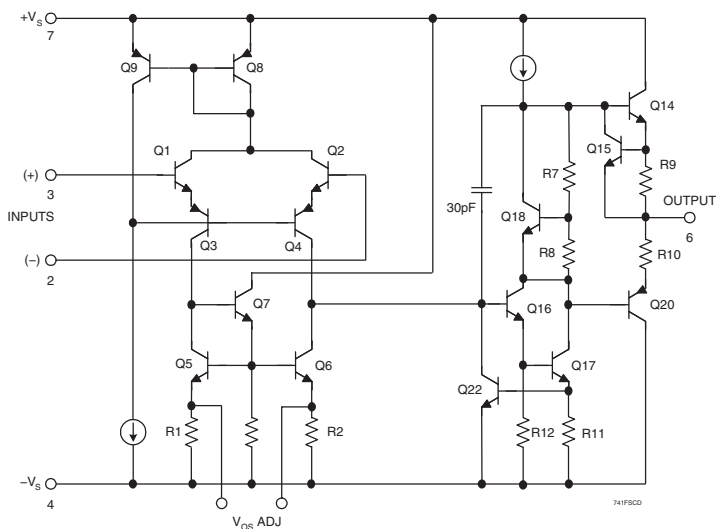 +Vs
7
Q9
Q8
Q14
Q1
Q2
Q15
(+)
3
R7
R9
30pF
Q18
OUTPUT
6
INPUTS
Q3
Q4
R8
R10
(–)
2
Q7
Q16
Q20
Q5
Q6
Q17
Q22
R1
R2
R12
R11
–Vs
4
VOS ADJ
741FSCD